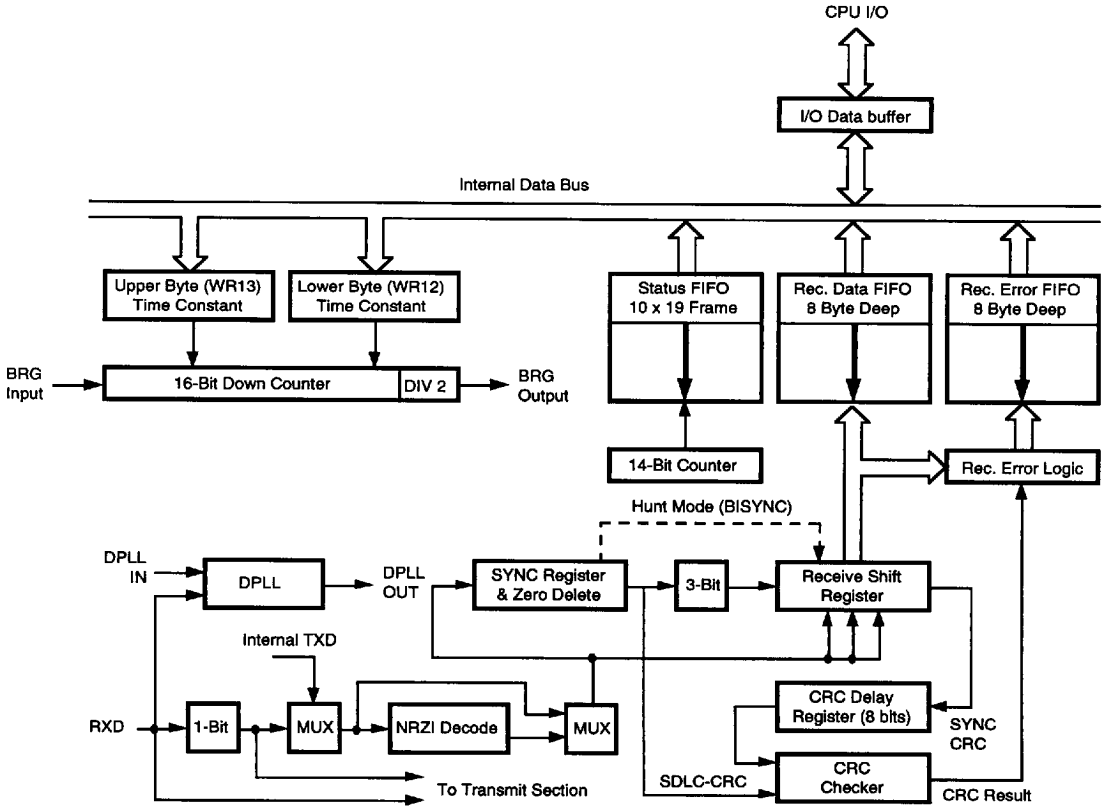 CPU I/O
I/O Data buffer
Internal Data Bus
Upper Byte (WR13)
Time Constant
Lower Byte (WR12)
Time Constant
Status FIFO
10 x 19 Frame
Rec. Data FIFO
8 Byte Deep
Rec. Error FIFO
8 Byte Deep
BRG
Input
16-Bit Down Counter
DIV 2
BRG
Output
14-Bit Counter
Rec. Error Logic
Hunt Mode (BISYNC)
DPLL
IN
DPLL
DPLL
OUT
SYNC Register
& Zero Delete
3-Bit
Receive Shift
Register
Internal TXD
RXD
1-Bit
MUX
NRZI Decode
MUX
CRC Delay
Register (8 bits)
SYNC
CRC
To Transmit Section
SDLC-CRC
CRC
Checker
CRC Result